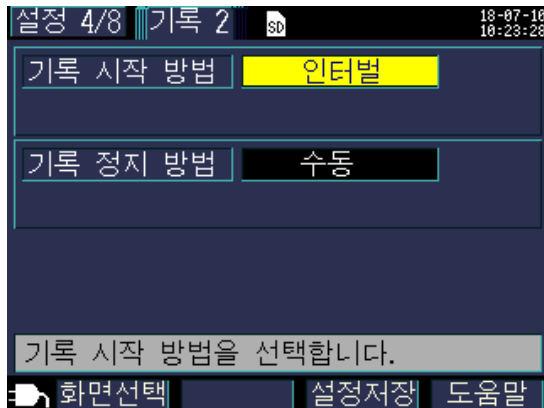 설정 4/8 기록 2 SD 18-07-10
10:23:28
기록 시작 방법 인터벌
기록 정지 방법 수동
기록 시작 방법을 선택합니다.
화면선택 설정저장 도움말